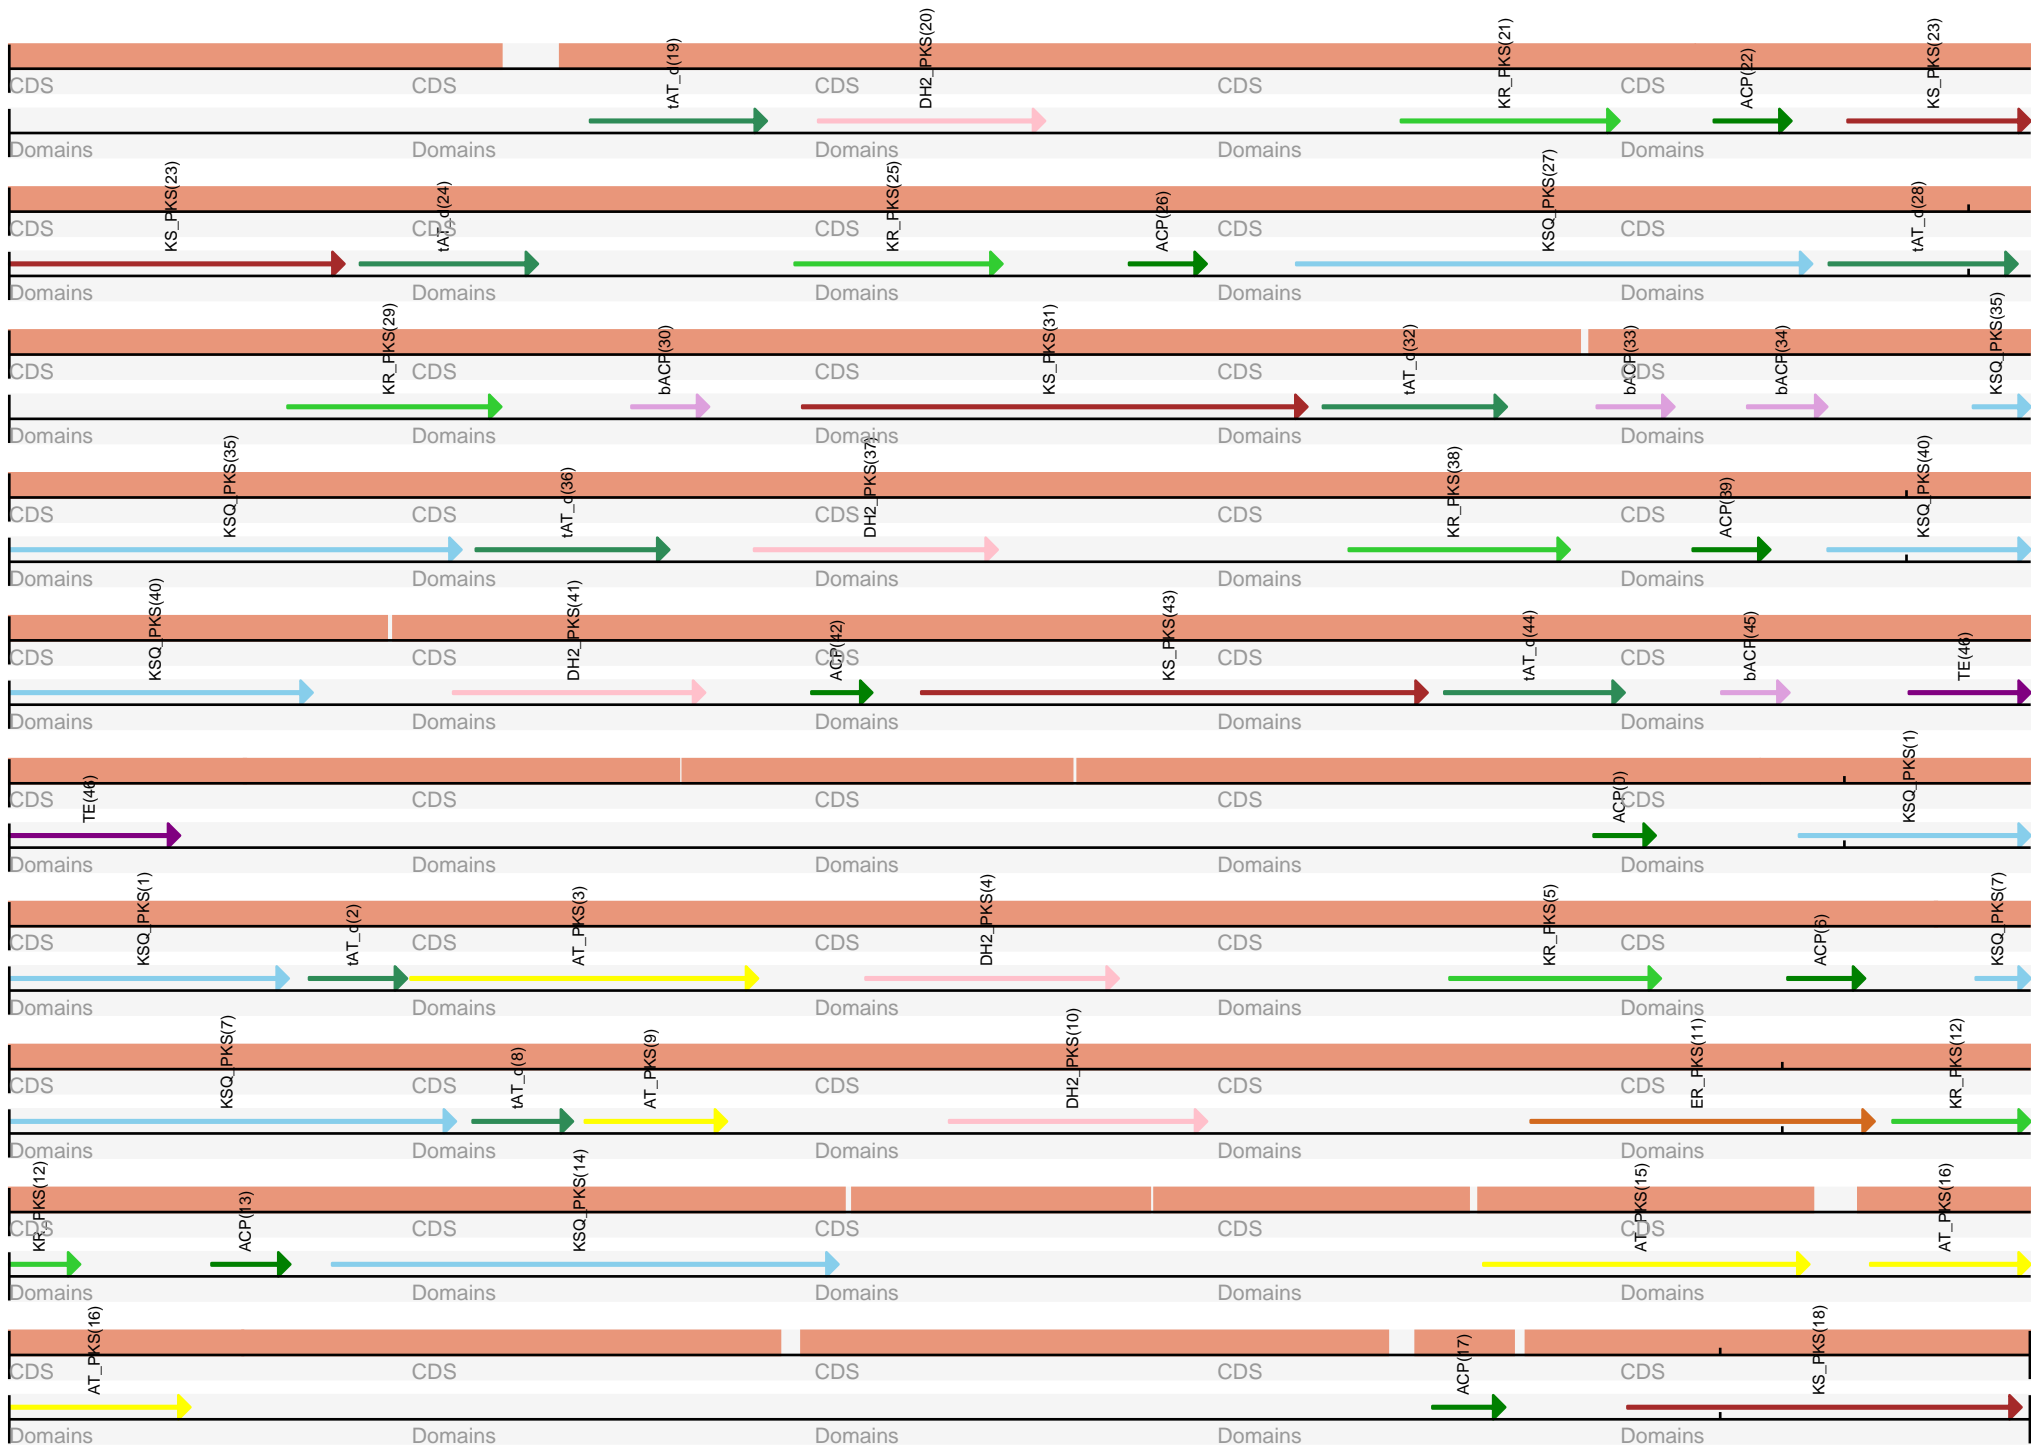 tAT_d(19) DH2_PKS(20) KR_PKS(21) ACP(22) KS_PKS(23)
CDS CDS CDS CDS CDS
Domains Domains Domains Domains Domains
KS_PKS(23) tAT_d(24) KR_PKS(25) ACP(26) KSQ_PKS(27) tAT_d(28)
CDS CDS CDS CDS CDS
Domains Domains Domains Domains Domains
KR_PKS(29) bACP(30) KS_PKS(31) tAT_d(32) bACP(33) bACP(34) KSQ_PKS(35)
CDS CDS CDS CDS CDS
Domains Domains Domains Domains Domains
KSQ_PKS(35) tAT_d(36) DH2_PKS(37) KR_PKS(38) ACP(39) KSQ_PKS(40)
CDS CDS CDS CDS CDS
Domains Domains Domains Domains Domains
KSQ_PKS(40) DH2_PKS(41) ACP(42) KS_PKS(43) tAT_d(44) bACP(45) TE(46)
CDS CDS CDS CDS CDS
Domains Domains Domains Domains Domains
TE(46) ACP(0) KSQ_PKS(1)
CDS CDS CDS CDS CDS
Domains Domains Domains Domains Domains
KSQ_PKS(1) tAT_d(2) AT_PKS(3) DH2_PKS(4) KR_PKS(5) ACP(6) KSQ_PKS(7)
CDS CDS CDS CDS CDS
Domains Domains Domains Domains Domains
KSQ_PKS(7) tAT_d(8) AT_PKS(9) DH2_PKS(10) ER_PKS(11) KR_PKS(12)
CDS CDS CDS CDS CDS
Domains Domains Domains Domains Domains
KR_PKS(12) ACP(13) KSQ_PKS(14) AT_PKS(15) AT_PKS(16)
CDS CDS CDS CDS CDS
Domains Domains Domains Domains Domains
AT_PKS(16) ACP(17) KS_PKS(18)
CDS CDS CDS CDS CDS
Domains Domains Domains Domains Domains